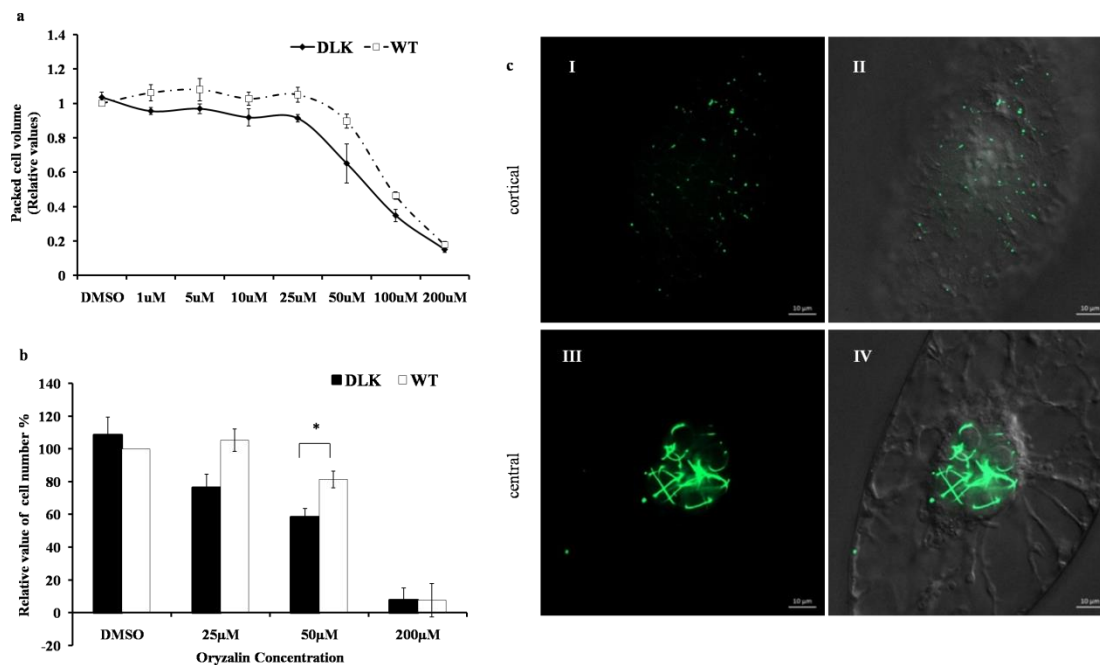 a
DLK WT
1.4
1.2
1
0.8
0.6
0.4
0.2
0
Packed cell volume
(Relative values)
DMSO 1uM 5uM 10uM 25uM 50uM 100uM 200uM
b
DLK WT
140
120
100
80
60
40
20
0
-20
Relative value of cell number %
*
DMSO 25µM 50µM 200µM
Oryzalin Concentration
c
I
II
cortical
10 µm
10 µm
III
IV
central
10 µm
10 µm